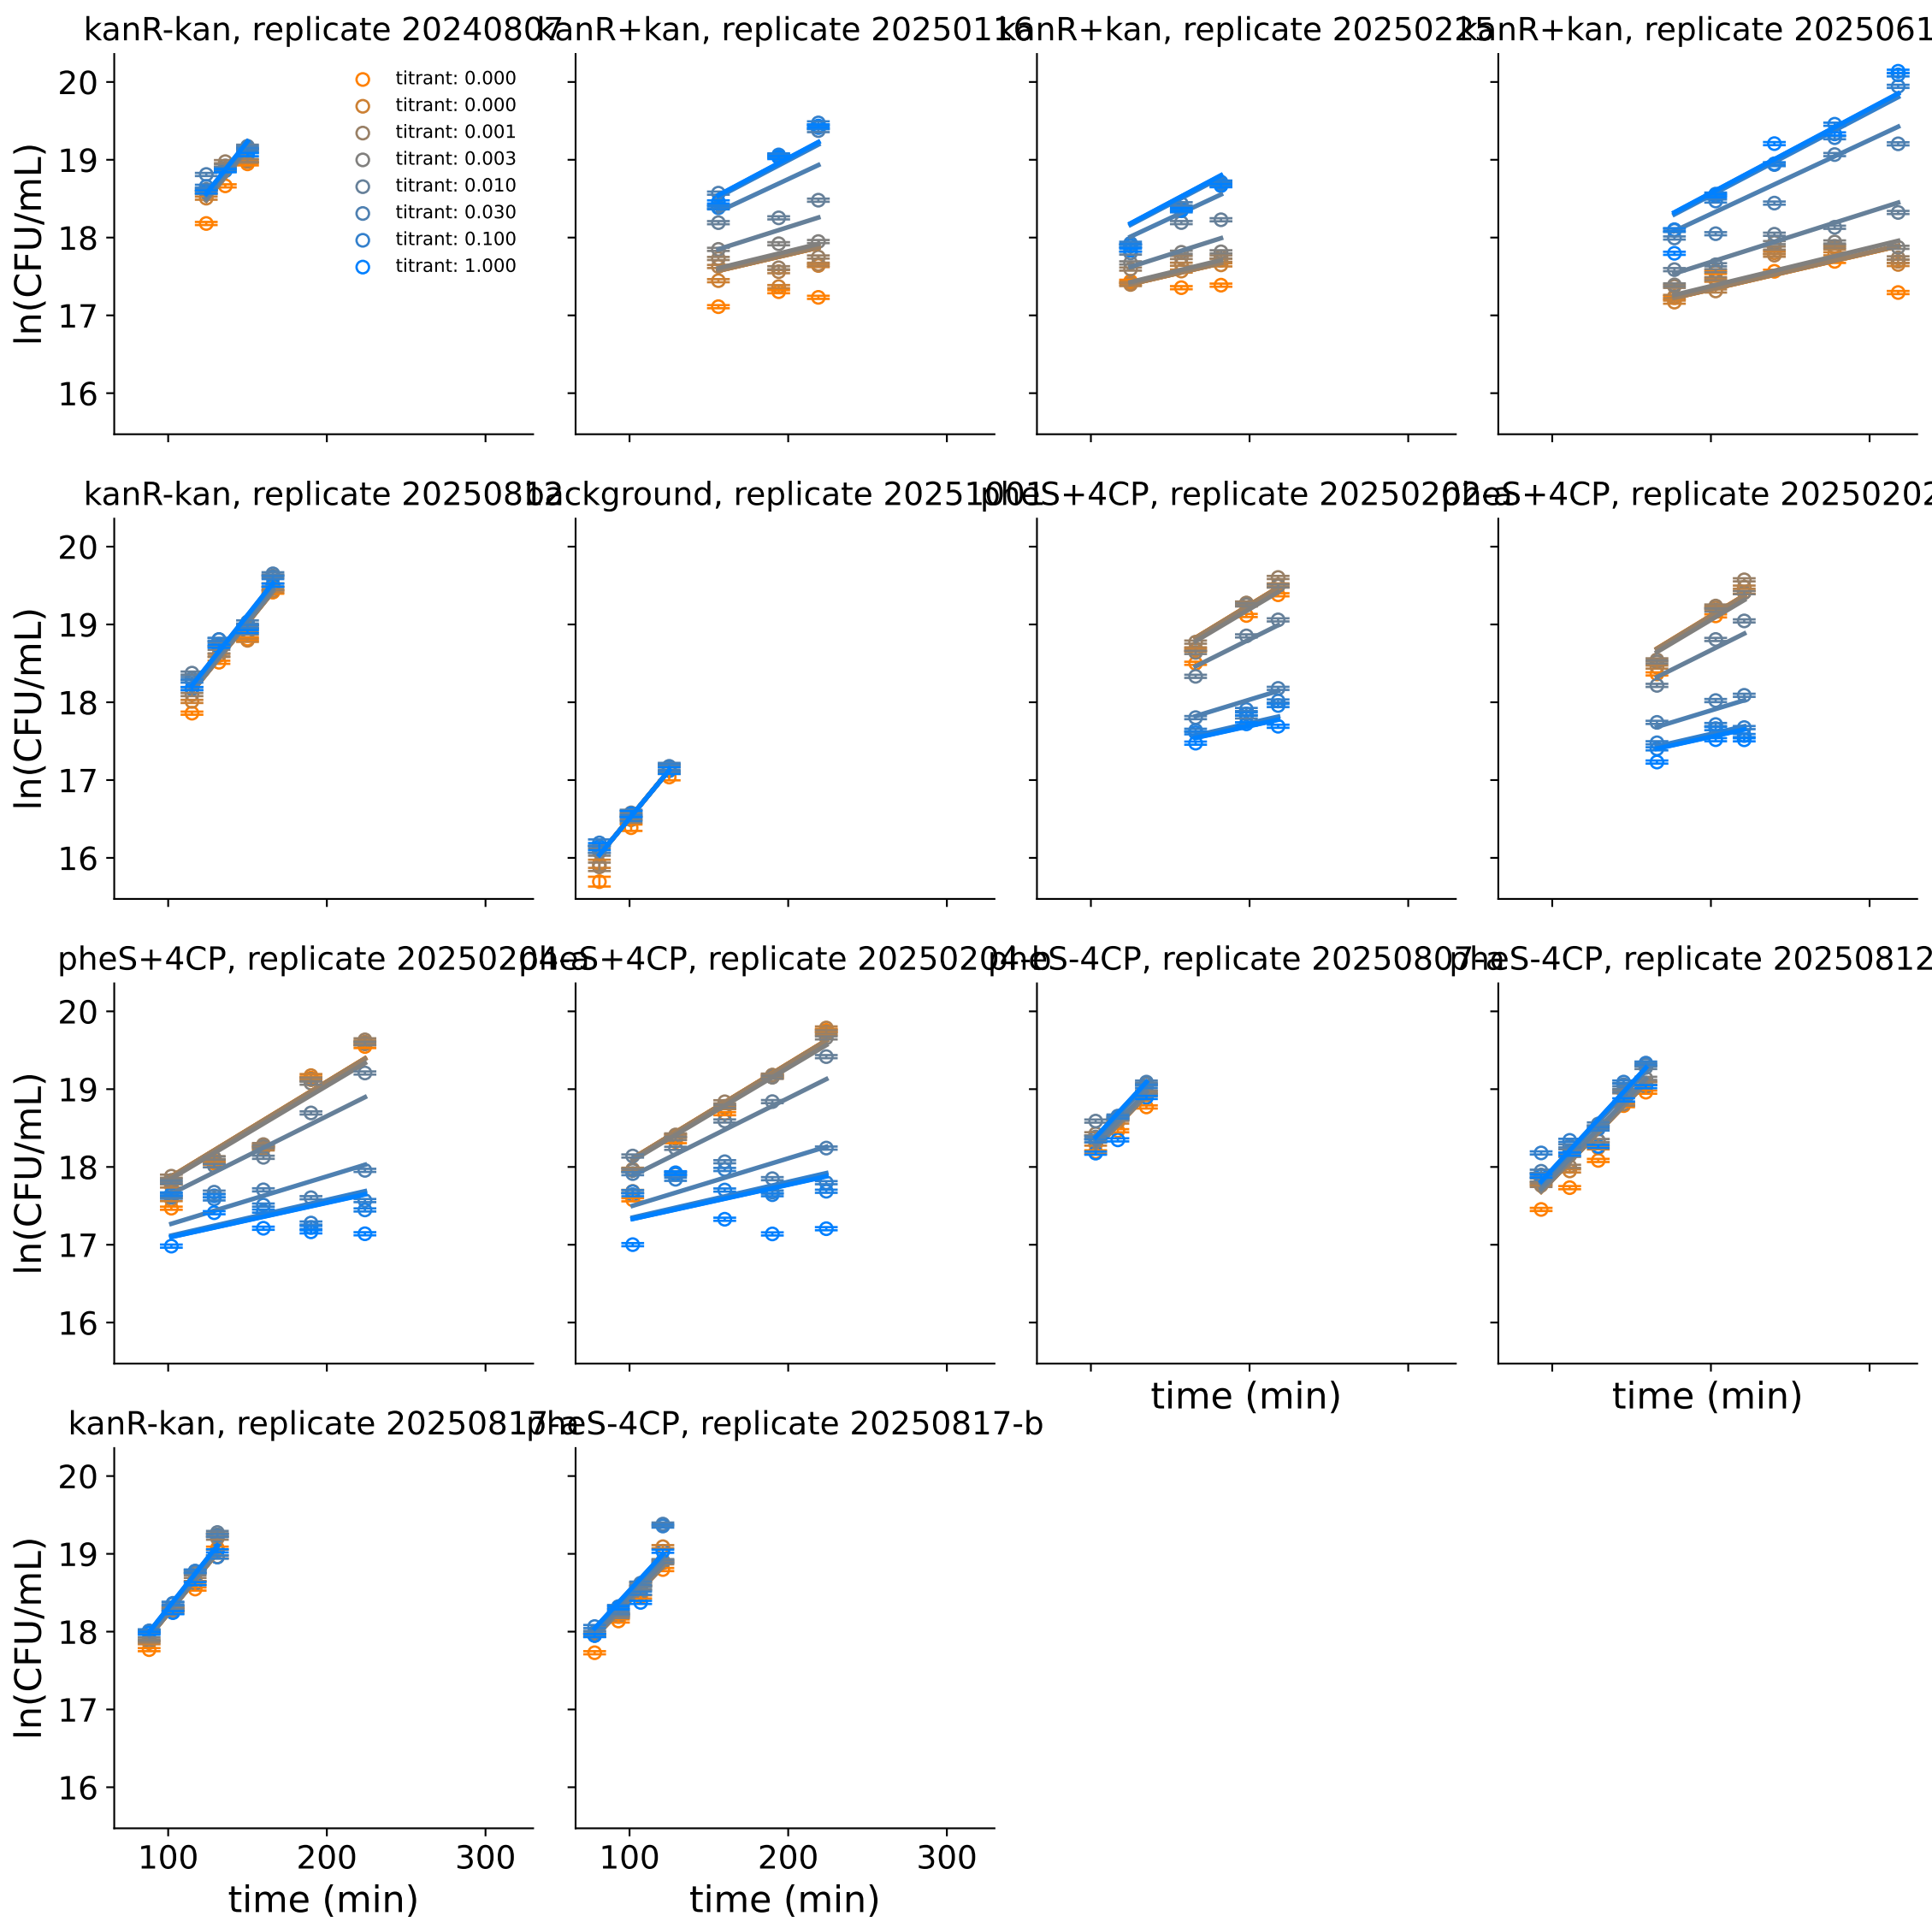 kanR-kan, replicate 20240807
kanR+kan, replicate 20250116
kanR+kan, replicate 20250225
kanR+kan, replicate 2025061
ln(CFU/mL)
20
19
18
17
16
titrant: 0.000
titrant: 0.000
titrant: 0.001
titrant: 0.003
titrant: 0.010
titrant: 0.030
titrant: 0.100
titrant: 1.000
kanR-kan, replicate 20250812
background, replicate 20251001
pheS+4CP, replicate 20250202-a
pheS+4CP, replicate 20250202
ln(CFU/mL)
20
19
18
17
16
pheS+4CP, replicate 20250204-a
pheS+4CP, replicate 20250204-b
pheS-4CP, replicate 20250807-a
pheS-4CP, replicate 20250812
ln(CFU/mL)
20
19
18
17
16
time (min)
time (min)
kanR-kan, replicate 20250817-a
pheS-4CP, replicate 20250817-b
ln(CFU/mL)
20
19
18
17
16
100
200
300
100
200
300
time (min)
time (min)